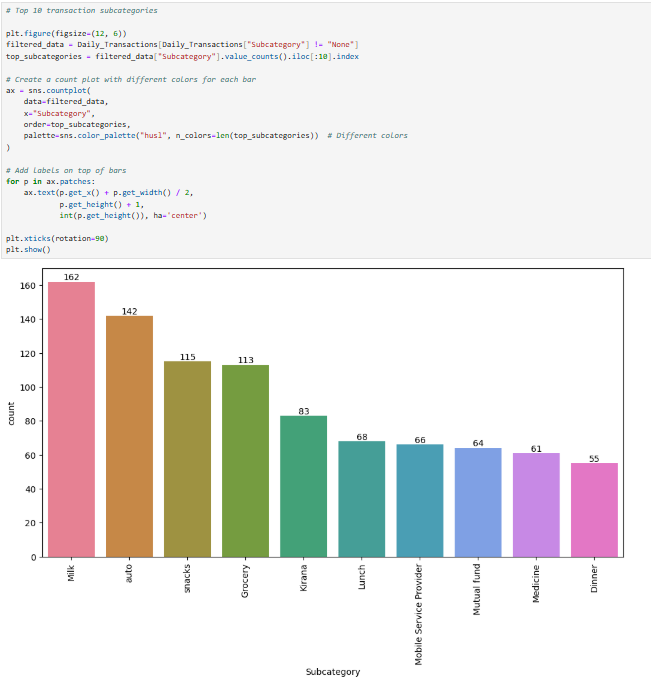 # Top 10 transaction subcategories
plt.figure(figsize=(12, 6))
filtered_data = Daily_Transactions[Daily_Transactions["Subcategory"] != "None"]
top_subcategories = filtered_data["Subcategory"].value_counts().iloc[:10].index
# Create a count plot with different colors for each bar
ax = sns.countplot(
    data=filtered_data,
    x="Subcategory",
    order=top_subcategories,
    palette=sns.color_palette("husl", n_colors=len(top_subcategories))  # Different colors
)
# Add labels on top of bars
for p in ax.patches:
    ax.text(p.get_x() + p.get_width() / 2,
            p.get_height() + 1,
            int(p.get_height()), ha='center')
plt.xticks(rotation=90)
plt.show()
162
142
115
113
83
68
66
64
61
55
160
140
120
100
80
60
40
20
0
count
Milk
auto
snacks
Grocery
Kirana
Lunch
Mobile Service Provider
Mutual fund
Medicine
Dinner
Subcategory